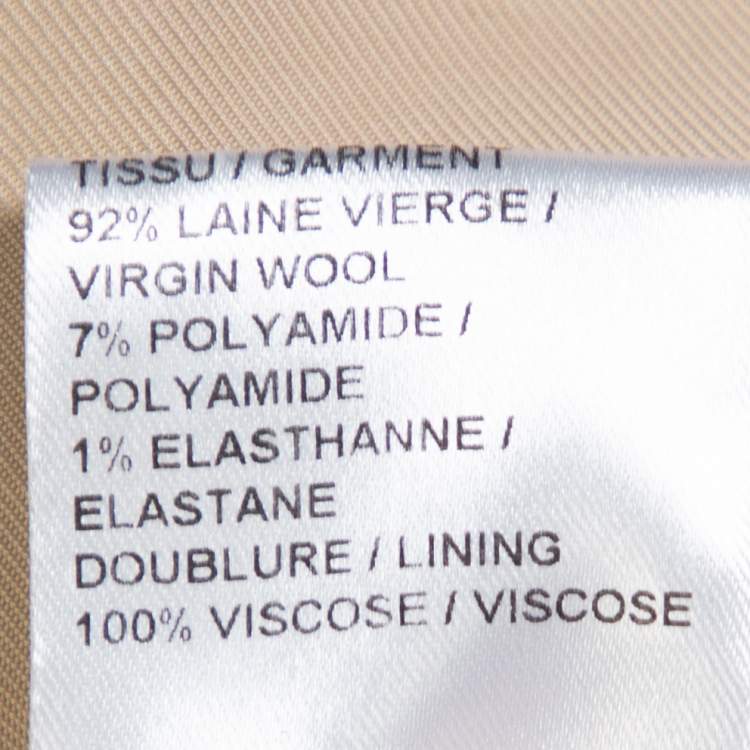 TISSU / GARMENT
92% LAINE VIERGE /
VIRGIN WOOL
7% POLYAMIDE /
POLYAMIDE
1% ELASTHANNE /
ELASTANE
DOUBLURE / LINING
100% VISCOSE / VISCOSE